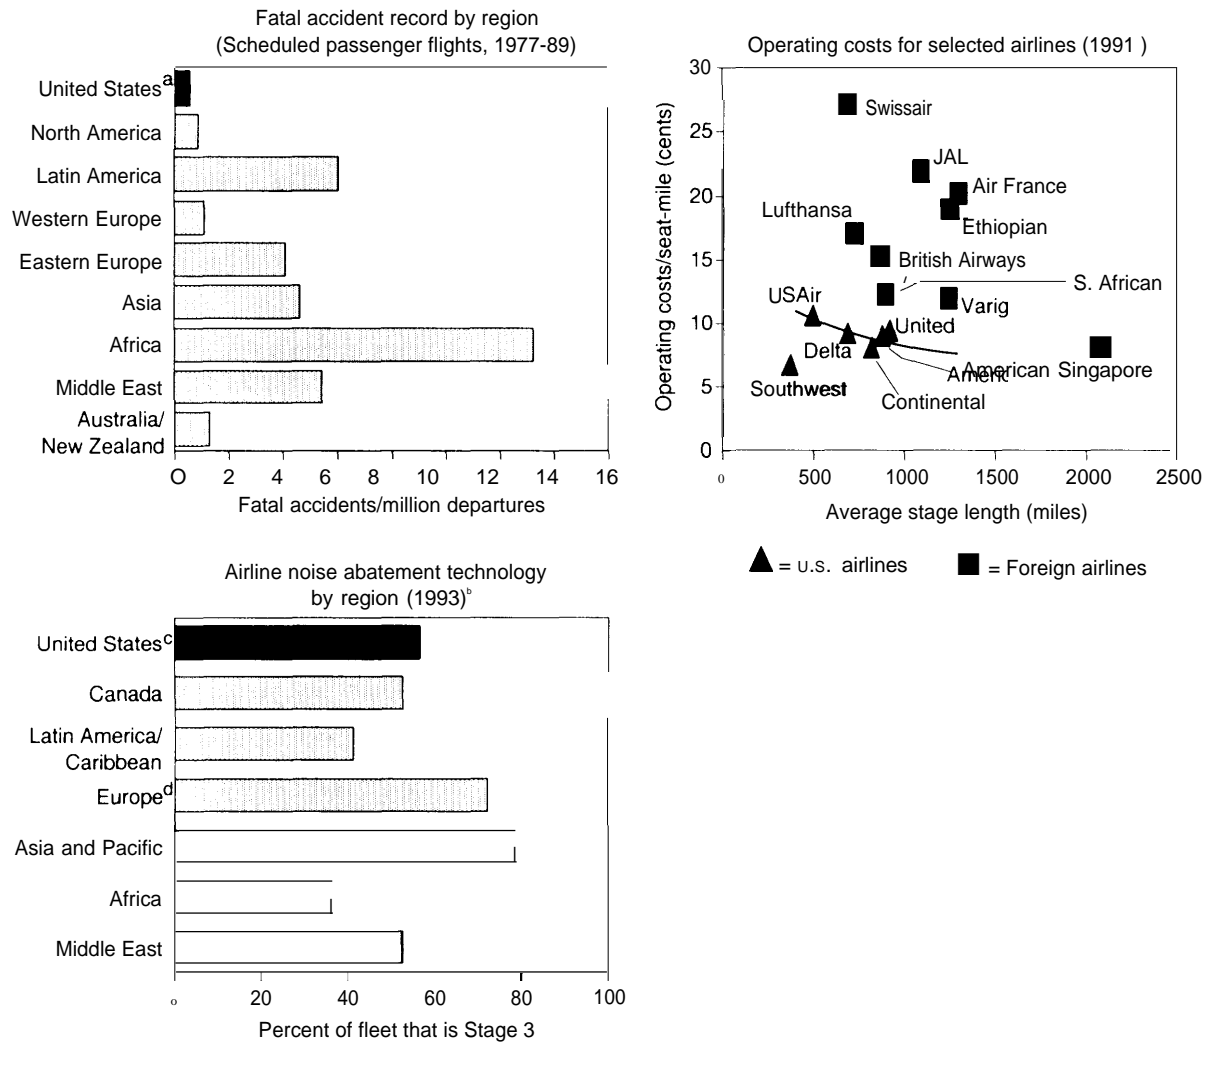 Fatal accident record by region
(Scheduled passenger flights, 1977-89)
United States a
North America
Latin America
Western Europe
Eastern Europe
Asia
Africa
Middle East
Australia/
New Zealand
O 2 4 6 8 10 12 14 16
Fatal accidents/million departures
Operating costs for selected airlines (1991 )
Operating costs/seat-mile (cents)
30
25
20
15
10
5
0
Swissair
JAL
Air France
Lufthansa
Ethiopian
British Airways
S. African
USAir
Varig
United
Delta
American Singapore
Southwest
Continental
0 500 1000 1500 2000 2500
Average stage length (miles)
= U.S. airlines
= Foreign airlines
Airline noise abatement technology
by region (1993)b
United States c
Canada
Latin America/
Caribbean
Europe d
Asia and Pacific
Africa
Middle East
0 20 40 60 80 100
Percent of fleet that is Stage 3